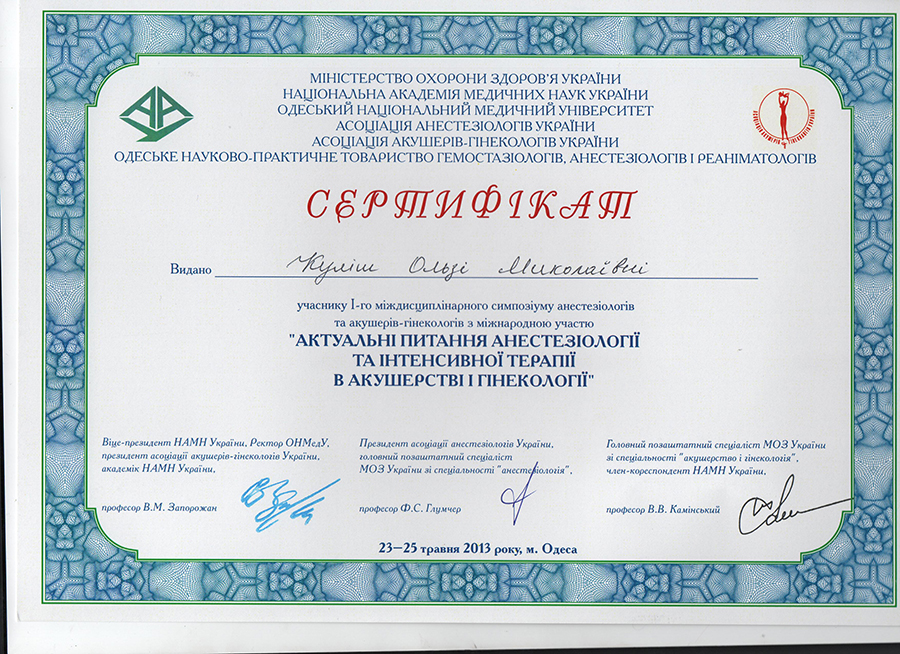 МІНІСТЕРСТВО ОХОРОНИ ЗДОРОВ'Я УКРАЇНИ
НАЦІОНАЛЬНА АКАДЕМІЯ МЕДИЧНИХ НАУК УКРАЇНИ
ОДЕСЬКИЙ НАЦІОНАЛЬНИЙ МЕДИЧНИЙ УНІВЕРСИТЕТ
АСОЦІАЦІЯ АНЕСТЕЗІОЛОГІВ УКРАЇНИ
АСОЦІАЦІЯ АКУШЕРІВ-ГІНЕКОЛОГІВ УКРАЇНИ
ОДЕСЬКЕ НАУКОВО-ПРАКТИЧНЕ ТОВАРИСТВО ГЕМОСТАЗІОЛОГІВ, АНЕСТЕЗІОЛОГІВ І РЕАНІМАТОЛОГІВ
АСОЦІАЦІЯ АКУШЕРІВ-ГІНЕКОЛОГІВ УКРАЇНИ
СЕРТИФІКАТ
Видано Куліш Ользі Миколаївні
учаснику І-го міждисциплінарного симпозіуму анестезіологів
та акушерів-гінекологів з міжнародною участю
"АКТУАЛЬНІ ПИТАННЯ АНЕСТЕЗІОЛОГІЇ
ТА ІНТЕНСИВНОЇ ТЕРАПІЇ
В АКУШЕРСТВІ І ГІНЕКОЛОГІЇ"
Віце-президент НАМН України, Ректор ОНМедУ,
президент асоціації акушерів-гінекологів України,
академік НАМН України,
професор В.М. Запорожан
Президент асоціації анестезіологів України,
головний позаштатний спеціаліст
МОЗ України зі спеціальності "анестезіологія",
професор Ф.С. Глумчер
Головний позаштатний спеціаліст МОЗ України
зі спеціальності "акушерство і гінекологія",
член-кореспондент НАМН України,
професор В.В. Камінський
23—25 травня 2013 року, м. Одеса